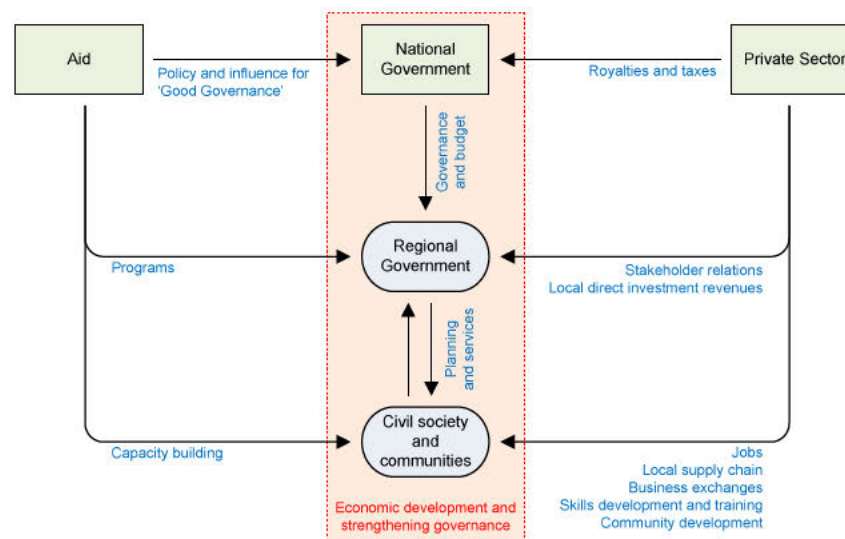 Aid
National
Government
Private Sector
Policy and influence for
'Good Governance'
Royalties and taxes
Governance
and budget
Regional
Government
Programs
Stakeholder relations
Local direct investment revenues
Planning
and services
Civil society
and
communities
Capacity building
Jobs
Local supply chain
Business exchanges
Skills development and training
Community development
Economic development and
strengthening governance